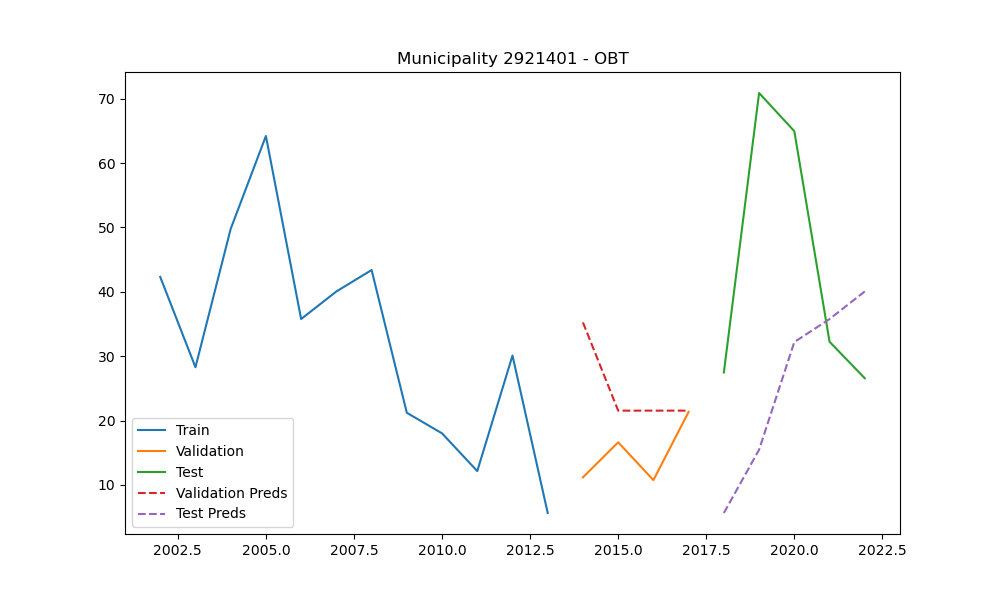 Municipality 2921401 - OBT
70
60
50
40
30
20
10
Train
Validation
Test
Validation Preds
Test Preds
2002.5 2005.0 2007.5 2010.0 2012.5 2015.0 2017.5 2020.0 2022.5